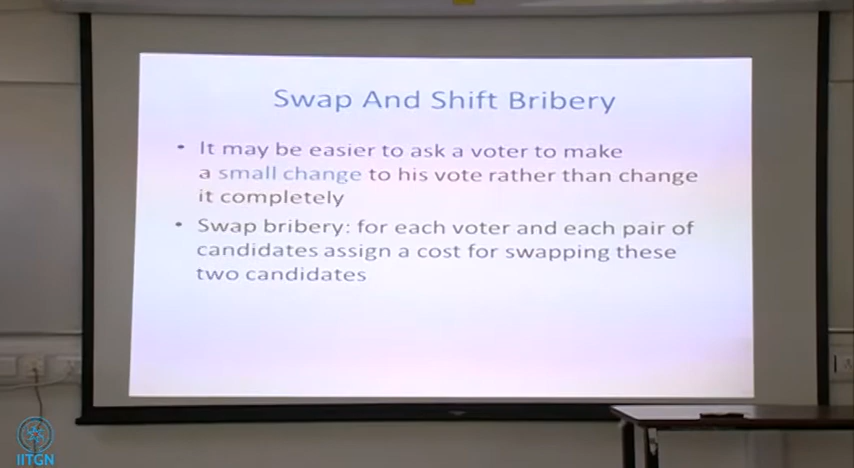 Swap And Shift Bribery
• It may be easier to ask a voter to make
a small change to his vote rather than change
it completely
• Swap bribery: for each voter and each pair of
candidates assign a cost for swapping these
two candidates
IITGN